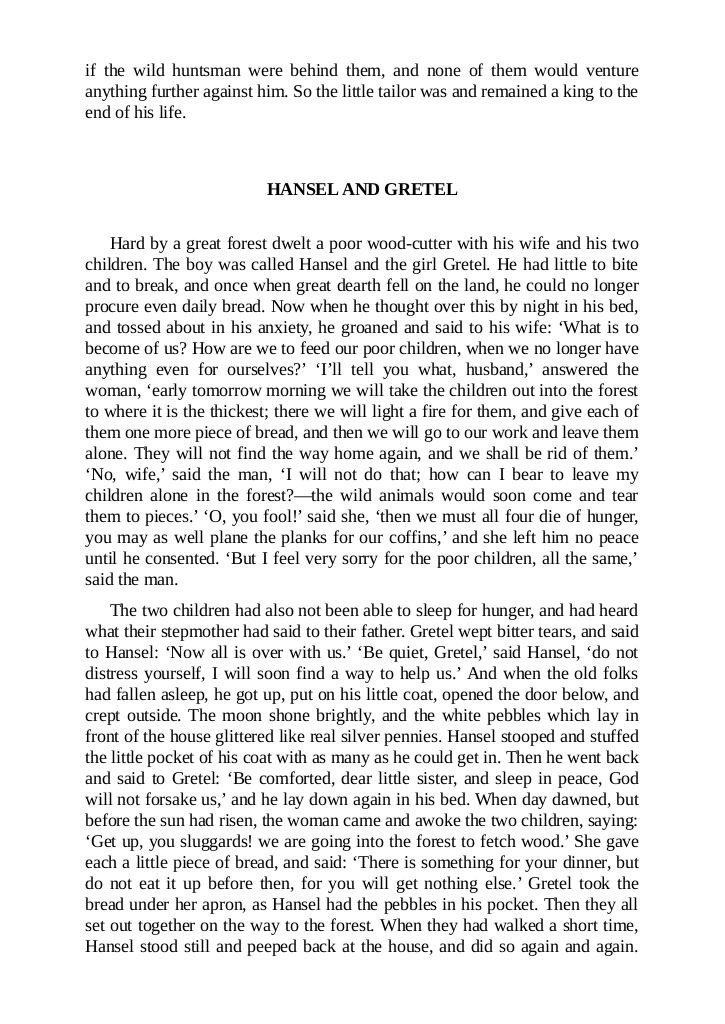 if the wild huntsman were behind them, and none of them would venture
anything further against him. So the little tailor was and remained a king to the
end of his life.
HANSEL AND GRETEL
Hard by a great forest dwelt a poor wood-cutter with his wife and his two
children. The boy was called Hansel and the girl Gretel. He had little to bite
and to break, and once when great dearth fell on the land, he could no longer
procure even daily bread. Now when he thought over this by night in his bed,
and tossed about in his anxiety, he groaned and said to his wife: ‘What is to
become of us? How are we to feed our poor children, when we no longer have
anything even for ourselves?’ ‘I’ll tell you what, husband,’ answered the
woman, ‘early tomorrow morning we will take the children out into the forest
to where it is the thickest; there we will light a fire for them, and give each of
them one more piece of bread, and then we will go to our work and leave them
alone. They will not find the way home again, and we shall be rid of them.’
‘No, wife,’ said the man, ‘I will not do that; how can I bear to leave my
children alone in the forest?—the wild animals would soon come and tear
them to pieces.’ ‘O, you fool!’ said she, ‘then we must all four die of hunger,
you may as well plane the planks for our coffins,’ and she left him no peace
until he consented. ‘But I feel very sorry for the poor children, all the same,’
said the man.
The two children had also not been able to sleep for hunger, and had heard
what their stepmother had said to their father. Gretel wept bitter tears, and said
to Hansel: ‘Now all is over with us.’ ‘Be quiet, Gretel,’ said Hansel, ‘do not
distress yourself, I will soon find a way to help us.’ And when the old folks
had fallen asleep, he got up, put on his little coat, opened the door below, and
crept outside. The moon shone brightly, and the white pebbles which lay in
front of the house glittered like real silver pennies. Hansel stooped and stuffed
the little pocket of his coat with as many as he could get in. Then he went back
and said to Gretel: ‘Be comforted, dear little sister, and sleep in peace, God
will not forsake us,’ and he lay down again in his bed. When day dawned, but
before the sun had risen, the woman came and awoke the two children, saying:
‘Get up, you sluggards! we are going into the forest to fetch wood.’ She gave
each a little piece of bread, and said: ‘There is something for your dinner, but
do not eat it up before then, for you will get nothing else.’ Gretel took the
bread under her apron, as Hansel had the pebbles in his pocket. Then they all
set out together on the way to the forest. When they had walked a short time,
Hansel stood still and peeped back at the house, and did so again and again.